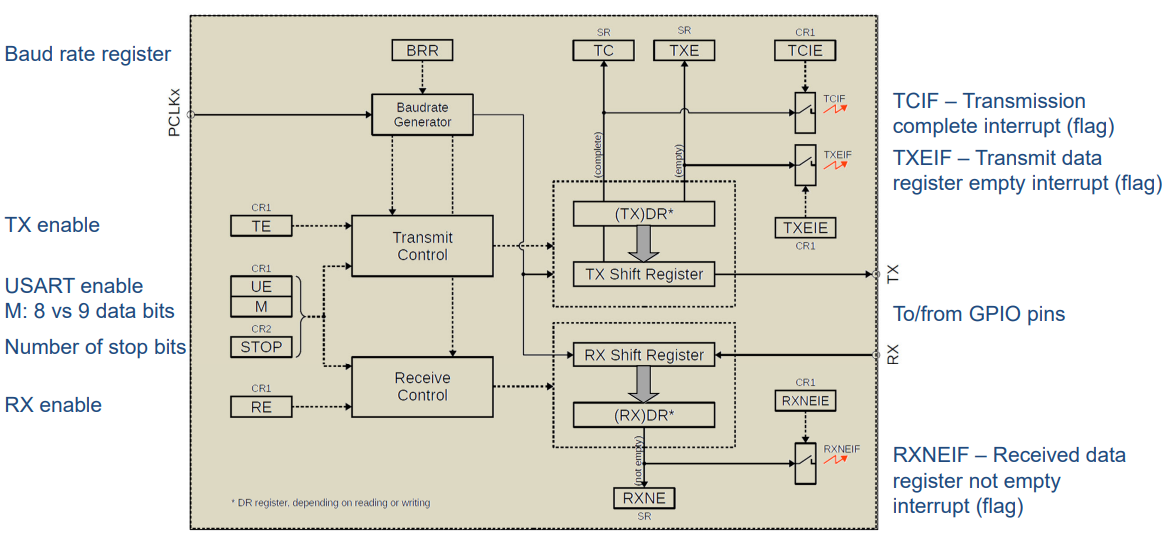 Baud rate register
PCLKx
BRR
Baudrate
Generator
SR
TC
SR
TXE
CR1
TCIE
TCIF
TCIF – Transmission
complete interrupt (flag)
(complete)
(empty)
TXEIF
TXEIF – Transmit data
register empty interrupt (flag)
TXEIE
CR1
TX enable
CR1
TE
Transmit
Control
(TX)DR*
TX Shift Register
TX
USART enable
M: 8 vs 9 data bits
CR1
UE
M
To/from GPIO pins
Number of stop bits
CR2
STOP
RX Shift Register
RX
Receive
Control
RX enable
CR1
RE
(RX)DR*
CR1
RXNEIE
(not empty)
RXNEIF
RXNEIF – Received data
register not empty
interrupt (flag)
RXNE
SR
* DR register, depending on reading or writing